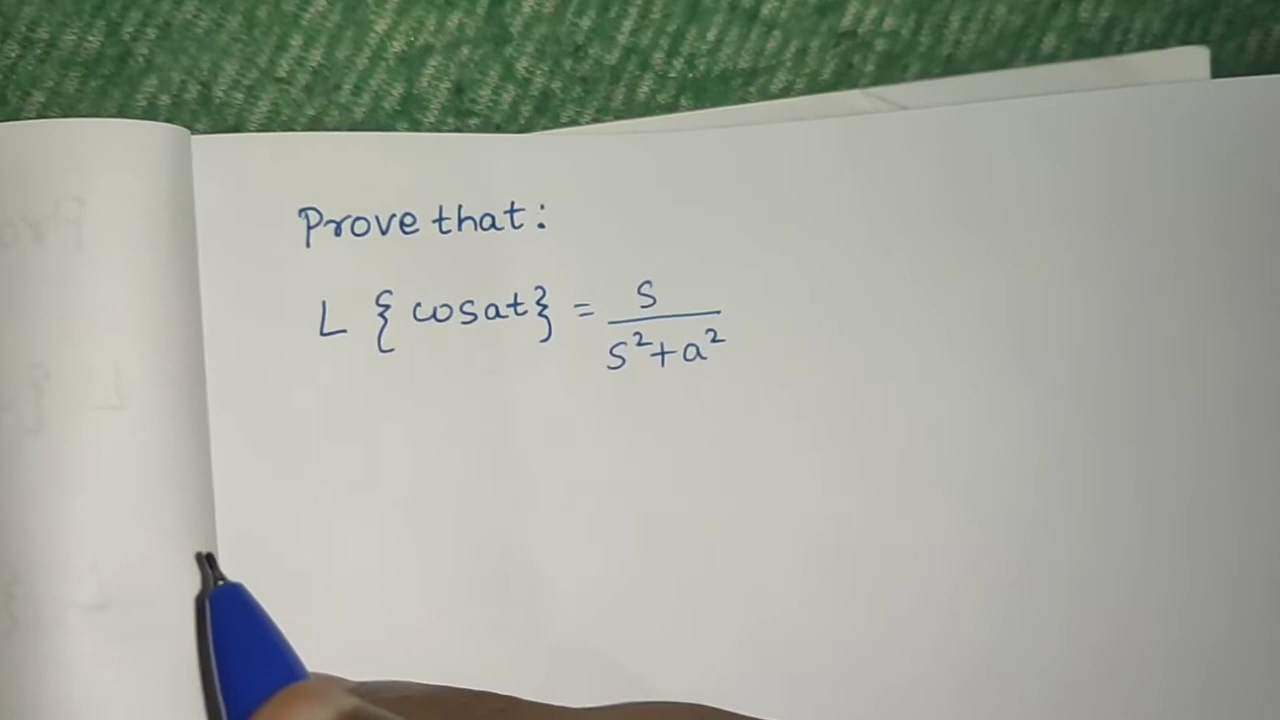 Prove that:
L { cosat} = s / s²+a²